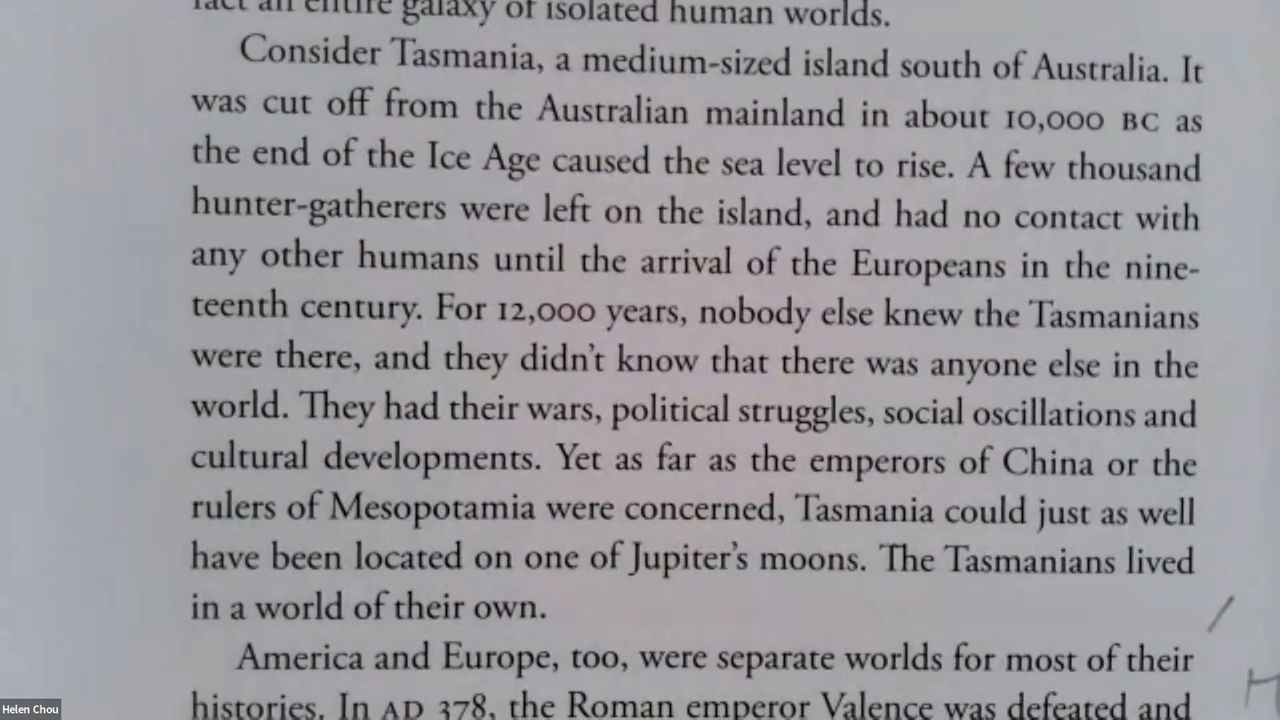 fact an entire galaxy of isolated human worlds.
Consider Tasmania, a medium-sized island south of Australia. It
was cut off from the Australian mainland in about 10,000 BC as
the end of the Ice Age caused the sea level to rise. A few thousand
hunter-gatherers were left on the island, and had no contact with
any other humans until the arrival of the Europeans in the nine-
teenth century. For 12,000 years, nobody else knew the Tasmanians
were there, and they didn't know that there was anyone else in the
world. They had their wars, political struggles, social oscillations and
cultural developments. Yet as far as the emperors of China or the
rulers of Mesopotamia were concerned, Tasmania could just as well
have been located on one of Jupiter's moons. The Tasmanians lived
in a world of their own.
America and Europe, too, were separate worlds for most of their
histories. In AD 378, the Roman emperor Valence was defeated and
Helen Chou